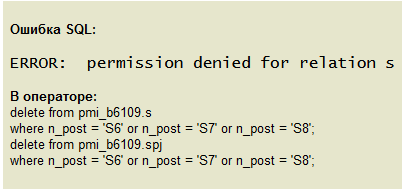 Ошибка SQL:
ERROR:  permission denied for relation s
В операторе:
delete from pmi_b6109.s
where n_post = 'S6' or n_post = 'S7' or n_post = 'S8';
delete from pmi_b6109.spj
where n_post = 'S6' or n_post = 'S7' or n_post = 'S8';